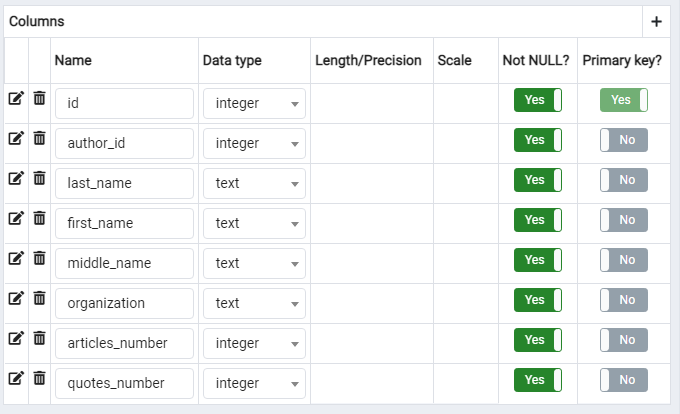 Columns +
Name Data type Length/Precision Scale Not NULL? Primary key?
id integer Yes Yes
author_id integer Yes No
last_name text Yes No
first_name text Yes No
middle_name text Yes No
organization text Yes No
articles_number integer Yes No
quotes_number integer Yes No